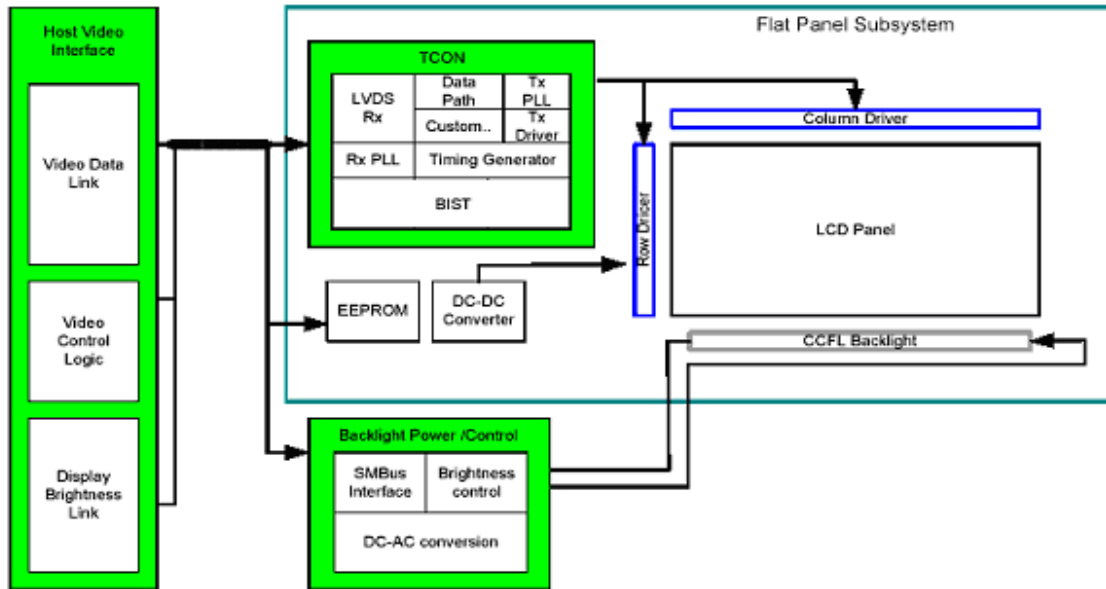 Host Video
Interface
Video Data
Link
Video
Control
Logic
Display
Brightness
Link
Flat Panel Subsystem
TCON
LVDS
Rx
Data
Path
Tx
PLL
Custom..
Tx
Driver
Rx PLL
Timing Generator
BIST
Column Driver
Row Dricer
LCD Panel
EEPROM
DC-DC
Converter
CCFL Backlight
Backlight Power /Control
SMBus
Interface
Brightness
control
DC-AC conversion